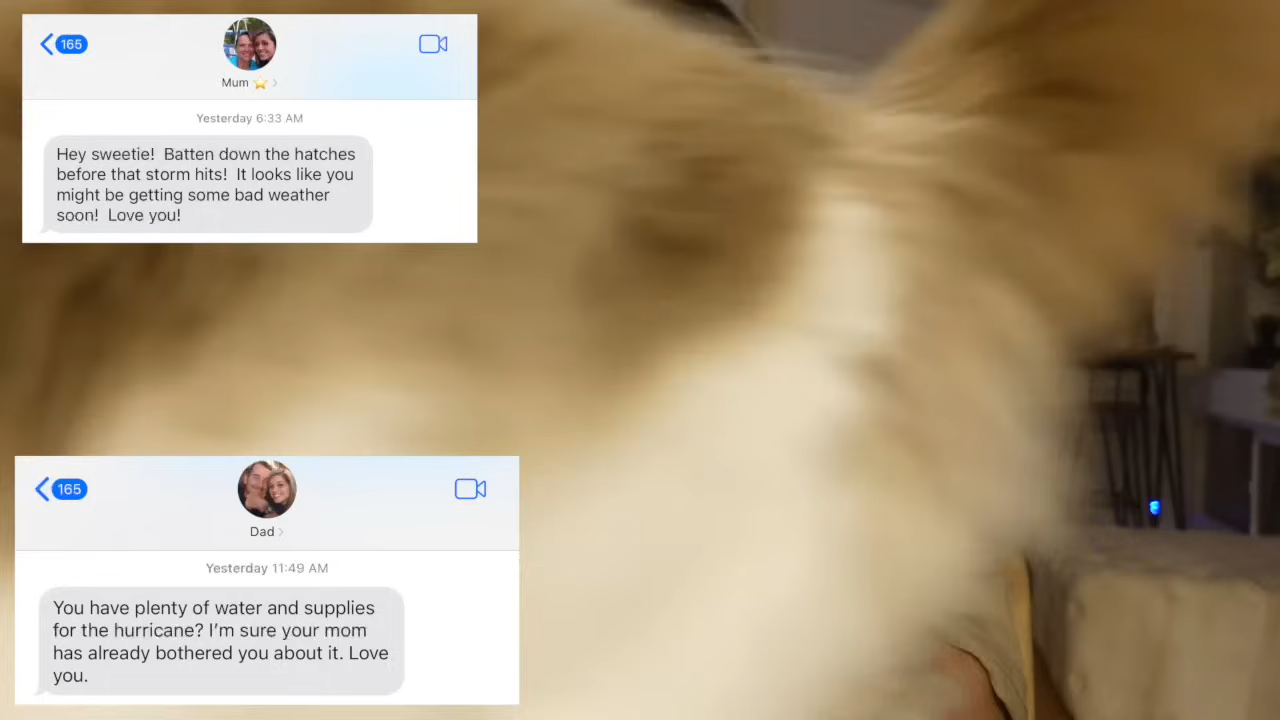 165
Mum ⭐ >
Yesterday 6:33 AM
Hey sweetie!  Batten down the hatches
before that storm hits!  It looks like you
might be getting some bad weather
soon!  Love you!
165
Dad >
Yesterday 11:49 AM
You have plenty of water and supplies
for the hurricane? I'm sure your mom
has already bothered you about it. Love
you.